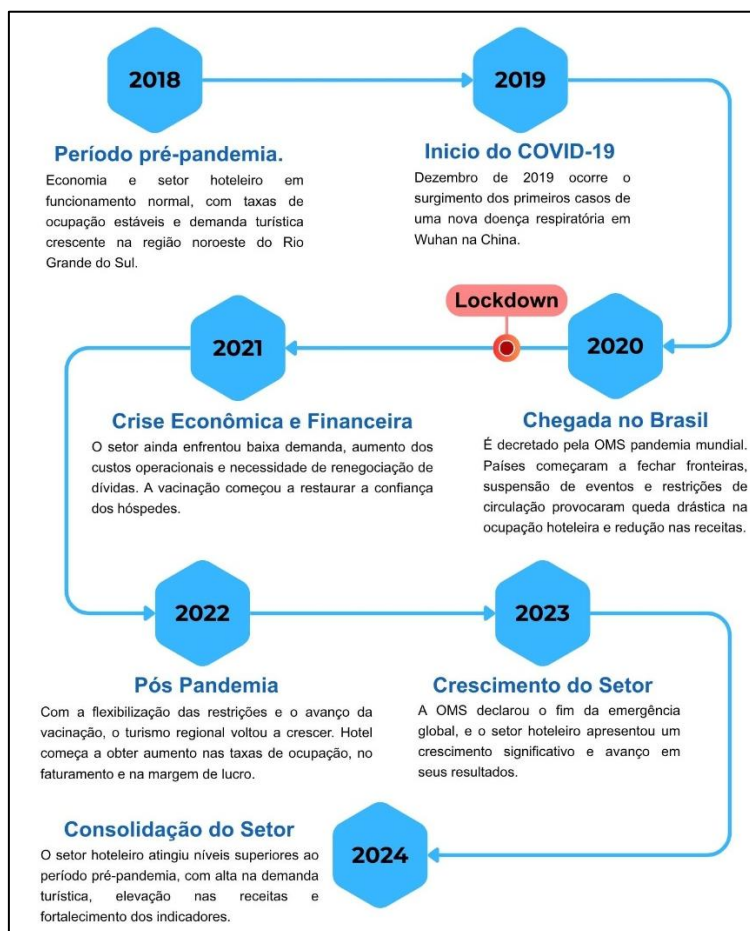 2018
2019
Período pré-pandemia.
Economia e setor hoteleiro em
funcionamento normal, com taxas de
ocupação estáveis e demanda turística
crescente na região noroeste do Rio
Grande do Sul.
Inicio do COVID-19
Dezembro de 2019 ocorre o
surgimento dos primeiros casos de
uma nova doença respiratória em
Wuhan na China.
Lockdown
2020
2021
Chegada no Brasil
É decretado pela OMS pandemia mundial.
Países começaram a fechar fronteiras,
suspensão de eventos e restrições de
circulação provocaram queda drástica na
ocupação hoteleira e redução nas receitas.
Crise Econômica e Financeira
O setor ainda enfrentou baixa demanda, aumento dos
custos operacionais e necessidade de renegociação de
dívidas. A vacinação começou a restaurar a confiança
dos hóspedes.
2022
2023
Pós Pandemia
Com a flexibilização das restrições e o avanço da
vacinação, o turismo regional voltou a crescer. Hotel
começa a obter aumento nas taxas de ocupação, no
faturamento e na margem de lucro.
Crescimento do Setor
A OMS declarou o fim da emergência
global, e o setor hoteleiro apresentou um
crescimento significativo e avanço em
seus resultados.
2024
Consolidação do Setor
O setor hoteleiro atingiu níveis superiores ao
período pré-pandemia, com alta na demanda
turística, elevação nas receitas e
fortalecimento dos indicadores.